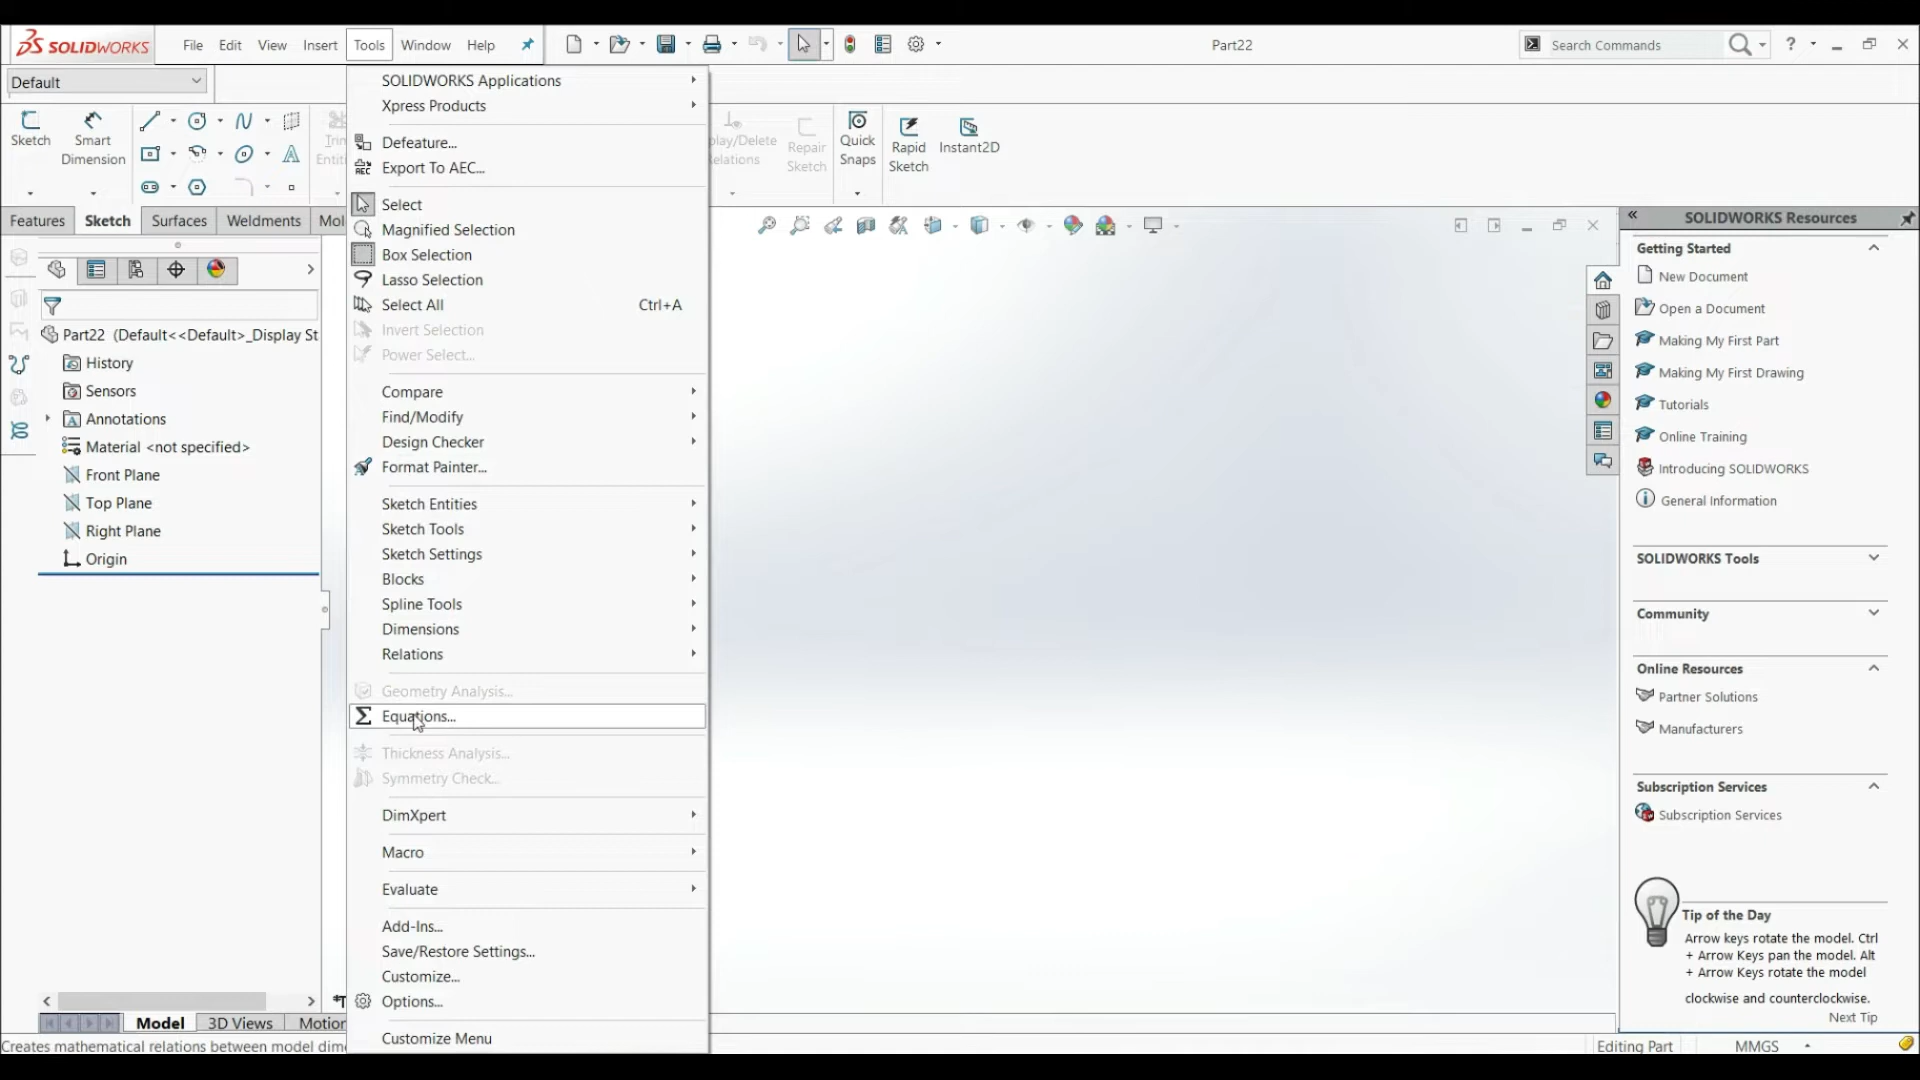 SOLIDWORKS
File Edit View Insert Tools Window Help
Part22
Search Commands
?
Default
Sketch
Smart
Dimension
Quick
Snaps
Rapid
Sketch
Instant2D
Repair
Sketch
play/Delete
elations
Trim
Entiti
Features
Sketch
Surfaces
Weldments
Mol
Part22 (Default<<Default>_Display St
History
Sensors
Annotations
Material <not specified>
Front Plane
Top Plane
Right Plane
Origin
SOLIDWORKS Applications
Xpress Products
Defeature...
Export To AEC...
Select
Magnified Selection
Box Selection
Lasso Selection
Select All Ctrl+A
Invert Selection
Power Select...
Compare
Find/Modify
Design Checker
Format Painter...
Sketch Entities
Sketch Tools
Sketch Settings
Blocks
Spline Tools
Dimensions
Relations
Geometry Analysis...
Equations...
Thickness Analysis...
Symmetry Check...
DimXpert
Macro
Evaluate
Add-Ins...
Save/Restore Settings...
Customize...
Options...
Customize Menu
SOLIDWORKS Resources
Getting Started
New Document
Open a Document
Making My First Part
Making My First Drawing
Tutorials
Online Training
Introducing SOLIDWORKS
General Information
SOLIDWORKS Tools
Community
Online Resources
Partner Solutions
Manufacturers
Subscription Services
Subscription Services
Tip of the Day
Arrow keys rotate the model. Ctrl
+ Arrow Keys pan the model. Alt
+ Arrow Keys rotate the model
clockwise and counterclockwise.
Next Tip
*T
Model
3D Views
Motion
Creates mathematical relations between model dime
Editing Part
MMGS